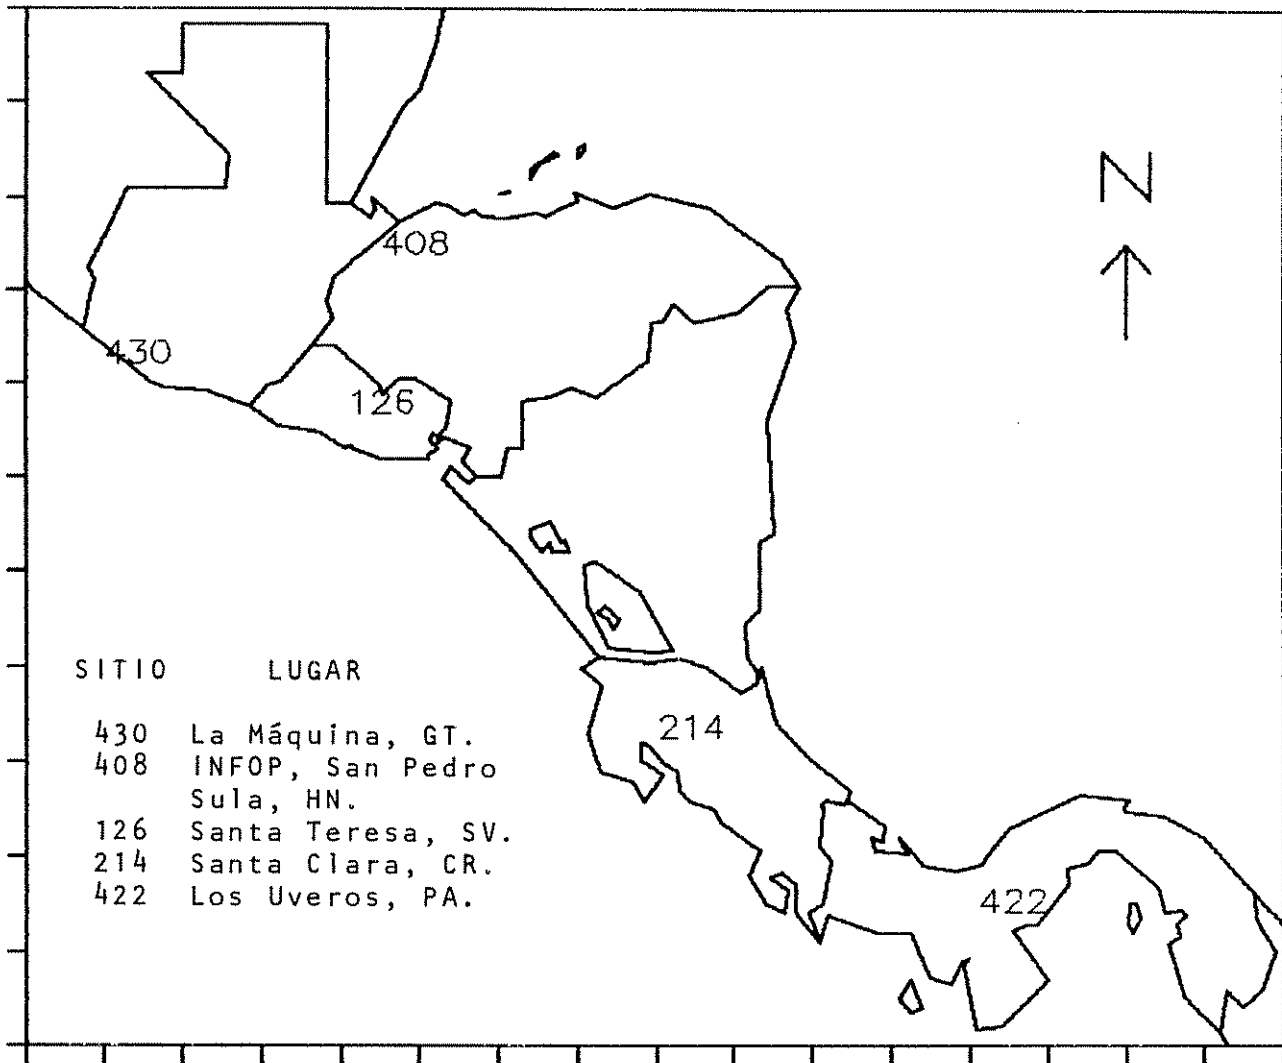 N
408
430
126
SITIO LUGAR
214
430 La Máquina, GT.
408 INFOP, San Pedro
Sula, HN.
126 Santa Teresa, SV.
214 Santa Clara, CR.
422 Los Uveros, PA.
422